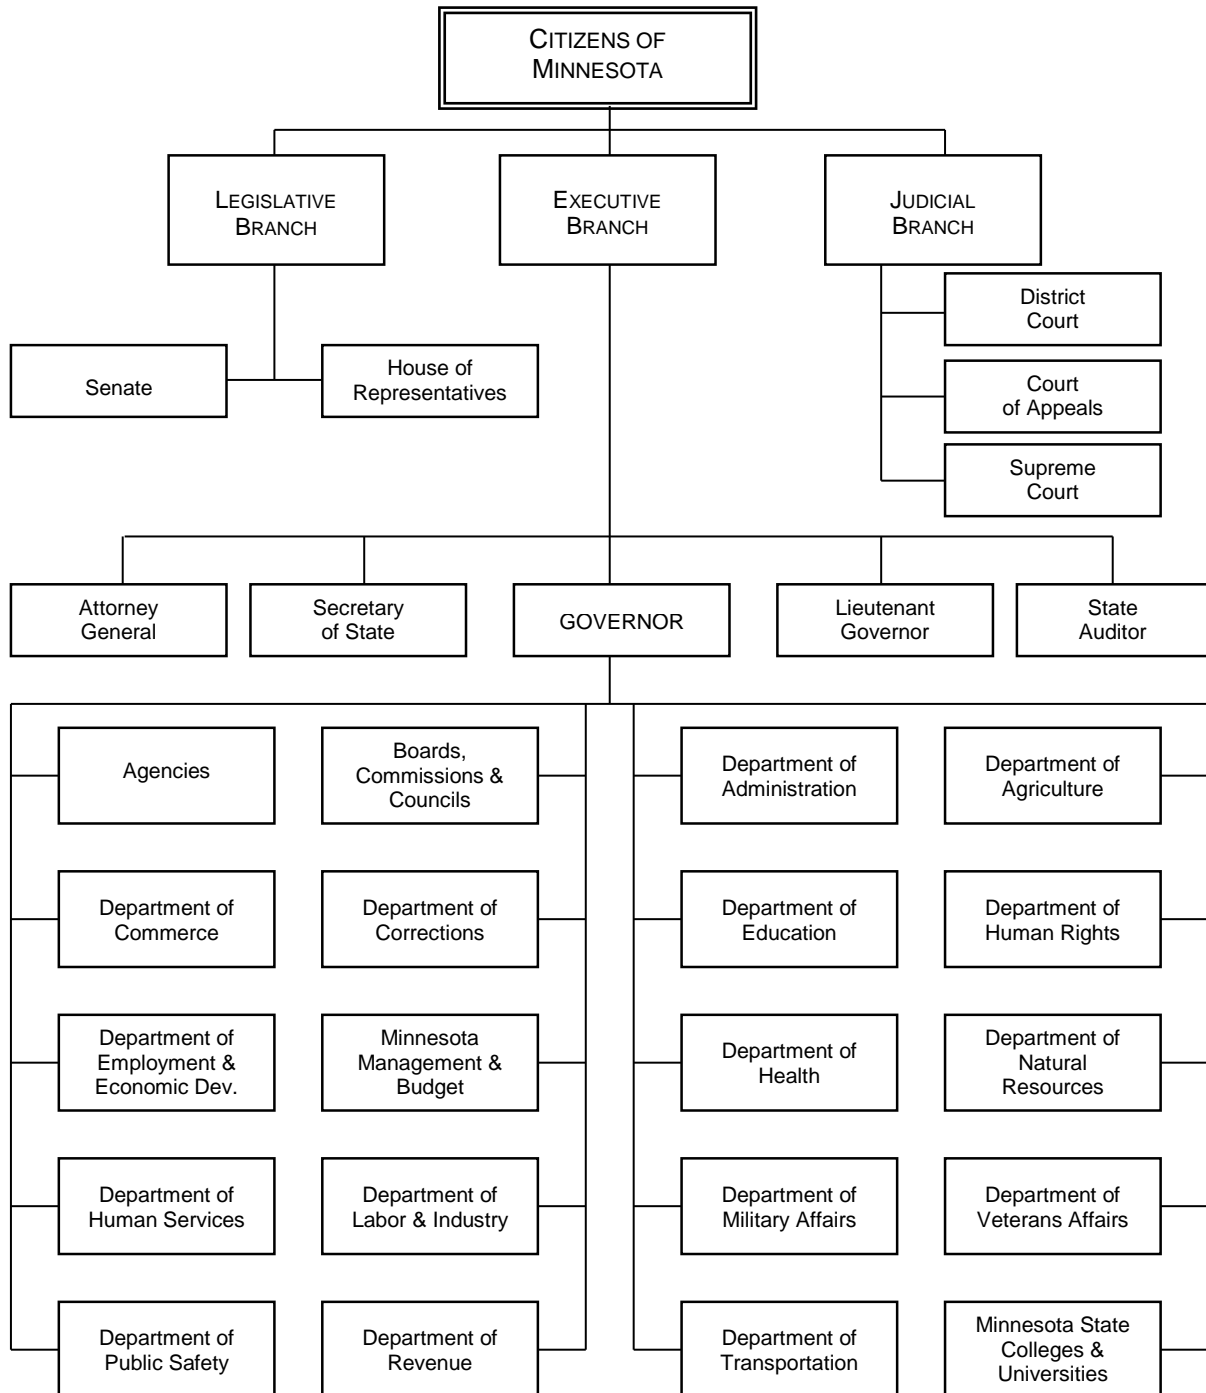 CITIZENS OF
MINNESOTA
LEGISLATIVE
BRANCH
EXECUTIVE
BRANCH
JUDICIAL
BRANCH
District
Court
Senate
House of
Representatives
Court
of Appeals
Supreme
Court
Attorney
General
Secretary
of State
GOVERNOR
Lieutenant
Governor
State
Auditor
Agencies
Boards,
Commissions &
Councils
Department of
Administration
Department of
Agriculture
Department of
Commerce
Department of
Corrections
Department of
Education
Department of
Human Rights
Department of
Employment &
Economic Dev.
Minnesota
Management &
Budget
Department of
Health
Department of
Natural
Resources
Department of
Human Services
Department of
Labor & Industry
Department of
Military Affairs
Department of
Veterans Affairs
Department of
Public Safety
Department of
Revenue
Department of
Transportation
Minnesota State
Colleges &
Universities